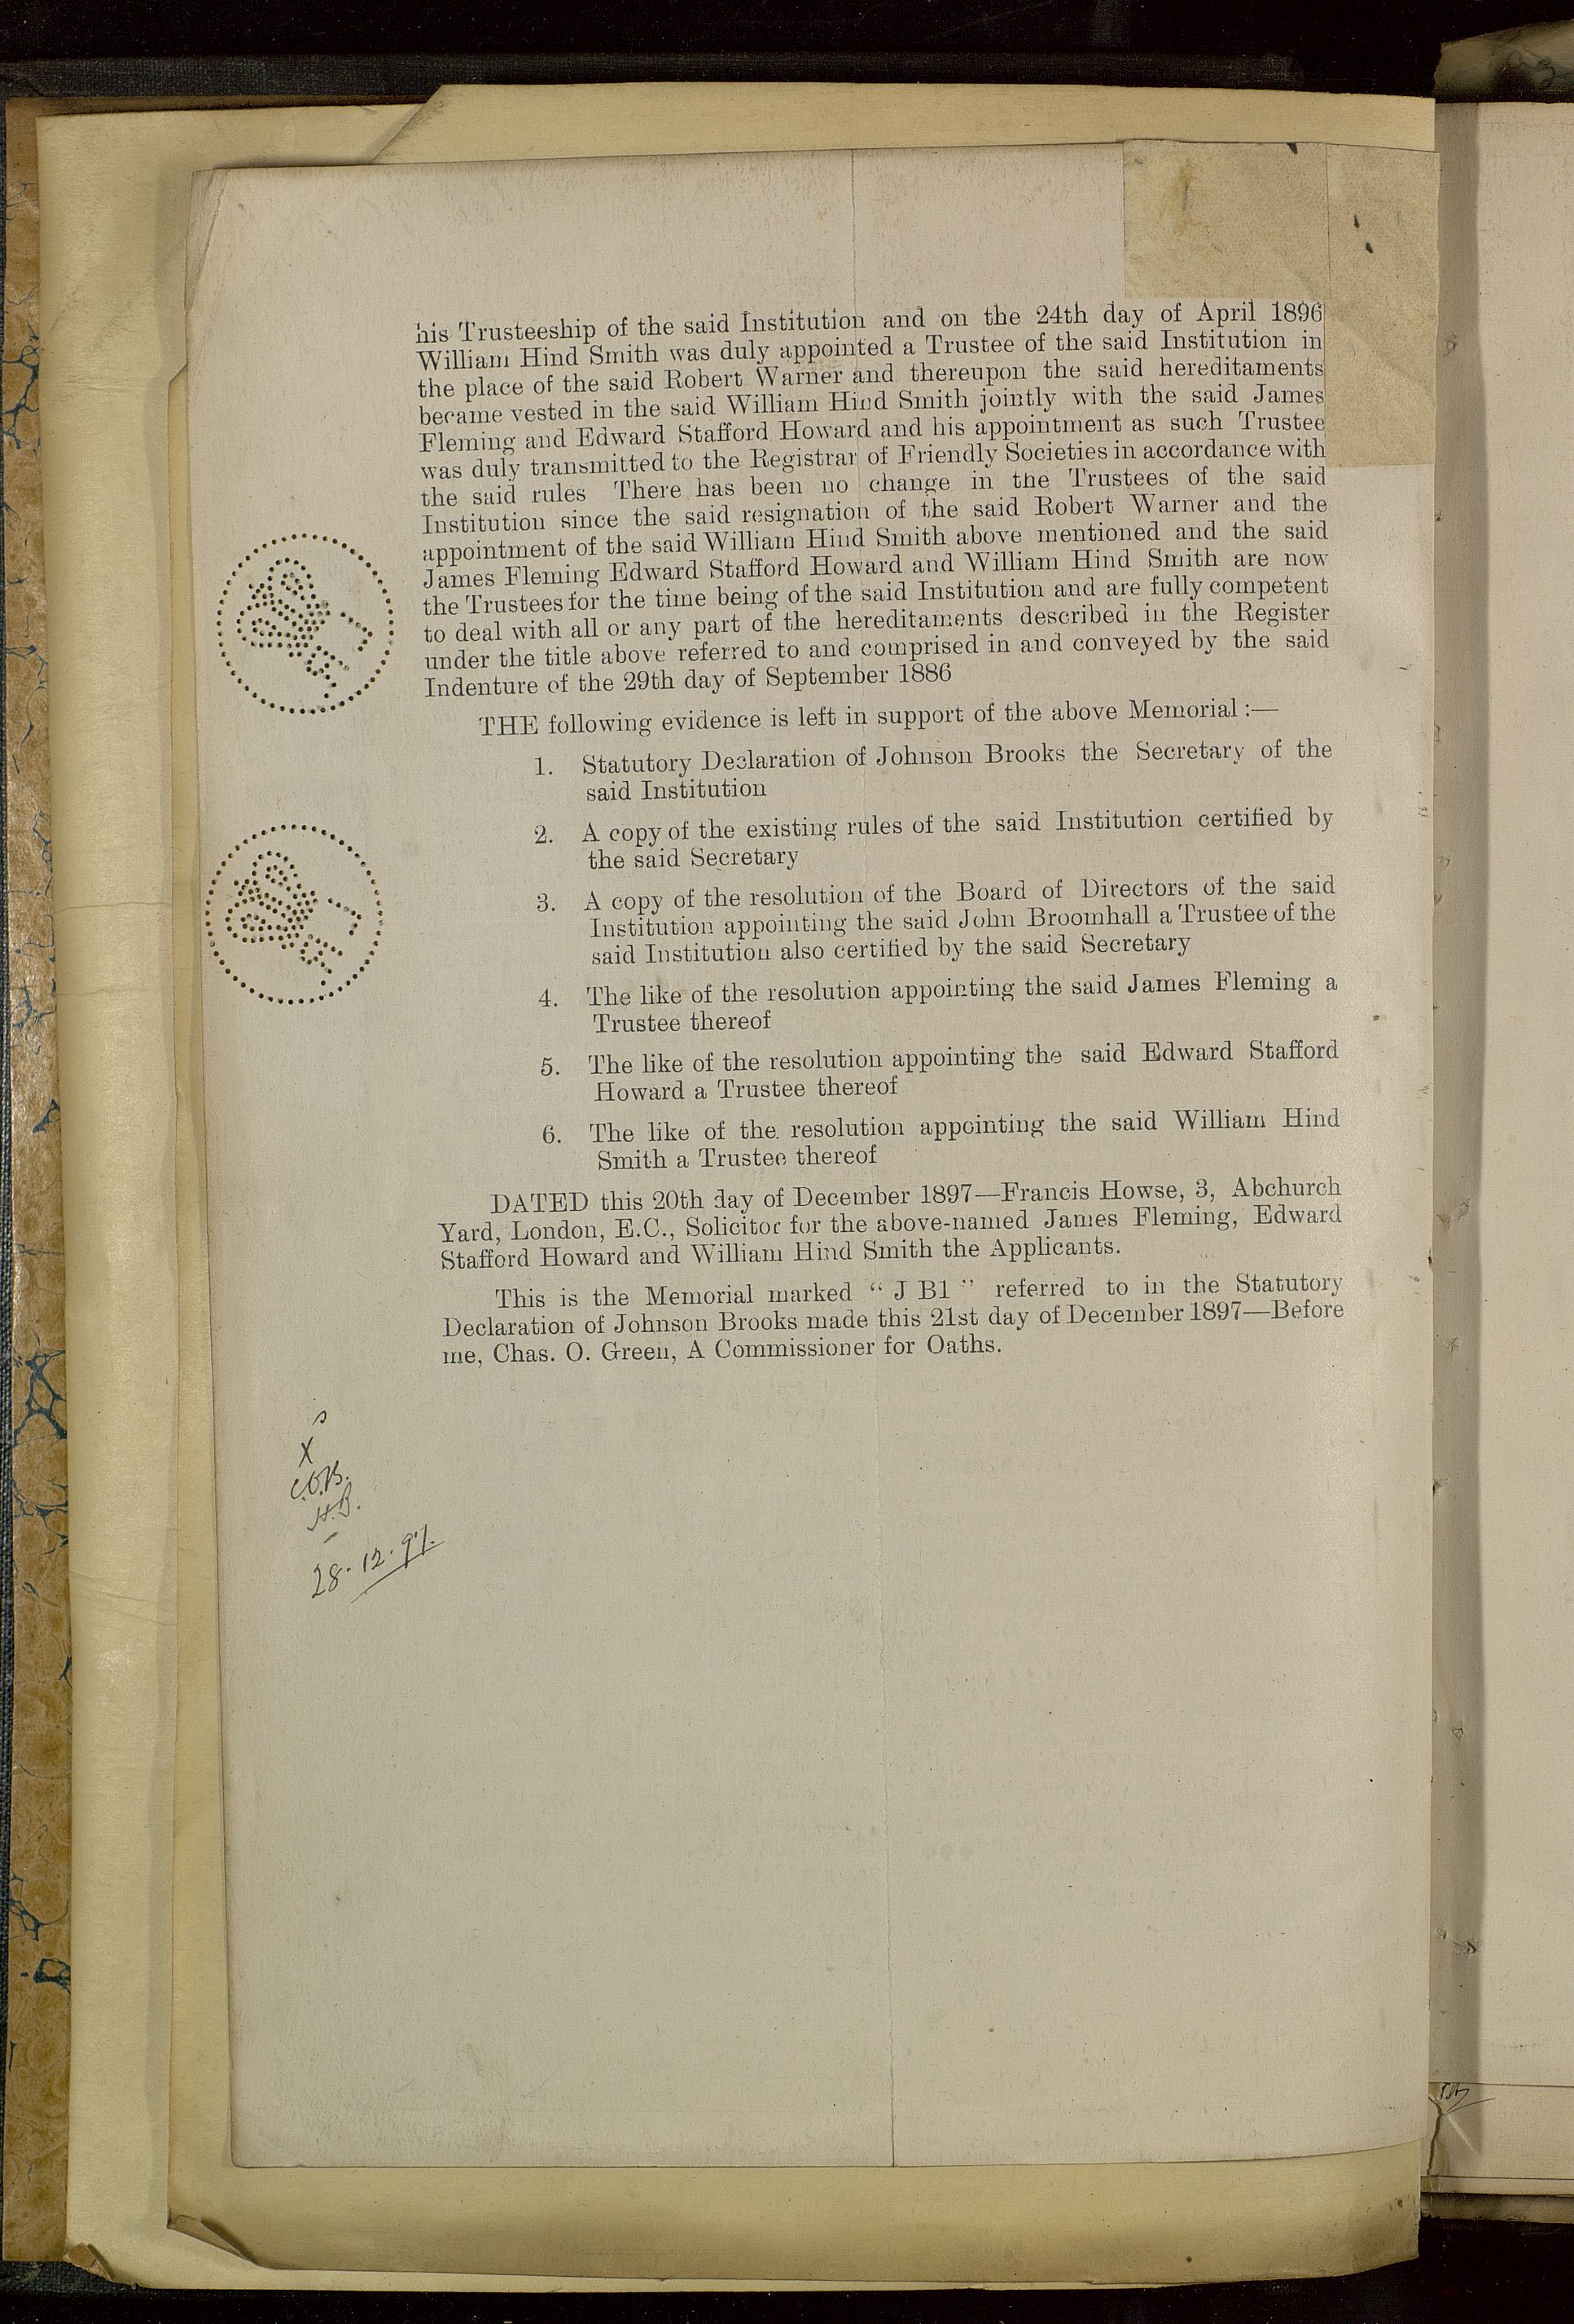 his Trusteeship of the said Institution and on the 24th day of April 1896
William Hind Smith was duly appointed a Trustee of the said Institution in
the place of the said Robert Warner and thereupon the said hereditaments
became vested in the said William Hind Smith jointly with the said James
Fleming and Edward Stafford Howard and his appointment as such Trustee
was duly transmitted to the Registrar of Friendly Societies in accordance with
the said rules There has been no change in the Trustees of the said
Institution since the said resignation of the said Robert Warner and the
appointment of the said William Hind Smith above mentioned and the said
James Fleming Edward Stafford Howard and William Hind Smith are now
the Trustees for the time being of the said Institution and are fully competent
to deal with all or any part of the hereditaments described in the Register
under the title above referred to and comprised in and conveyed by the said
Indenture of the 29th day of September 1886
THE following evidence is left in support of the above Memorial :—
1. Statutory Declaration of Johnson Brooks the Secretary of the
said Institution
2. A copy of the existing rules of the said Institution certified by
the said Secretary
3. A copy of the resolution of the Board of Directors of the said
Institution appointing the said John Broomhall a Trustee of the
said Institution also certified by the said Secretary
4. The like of the resolution appointing the said James Fleming a
Trustee thereof
5. The like of the resolution appointing the said Edward Stafford
Howard a Trustee thereof
6. The like of the resolution appointing the said William Hind
Smith a Trustee thereof
DATED this 20th day of December 1897—Francis Howse, 3, Abchurch
Yard, London, E.C., Solicitor for the above-named James Fleming, Edward
Stafford Howard and William Hind Smith the Applicants.
This is the Memorial marked "J B1" referred to in the Statutory
Declaration of Johnson Brooks made this 21st day of December 1897—Before
me, Chas. O. Green, A Commissioner for Oaths.
X
C.O.B.
H.B.
28.12.97